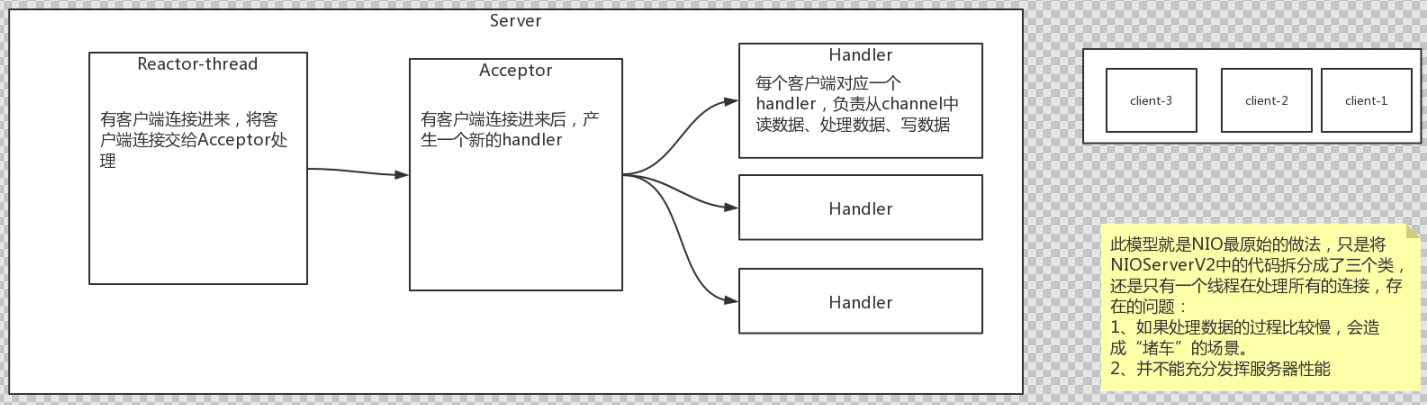 Server
Reactor-thread
有客户端连接进来，将客
户端连接交给Acceptor处
理
Acceptor
有客户端连接进来后，产
生一个新的handler
Handler
每个客户端对应一个
handler，负责从channel中
读数据、处理数据、写数据
Handler
Handler
client-3
client-2
client-1
此模型就是NIO最原始的做法，只是将
NIOServerV2中的代码拆分成了三个类，
还是只有一个线程在处理所有的连接，存
在的问题：
1、如果处理数据的过程比较慢，会造
成“堵车”的场景。
2、并不能充分发挥服务器性能